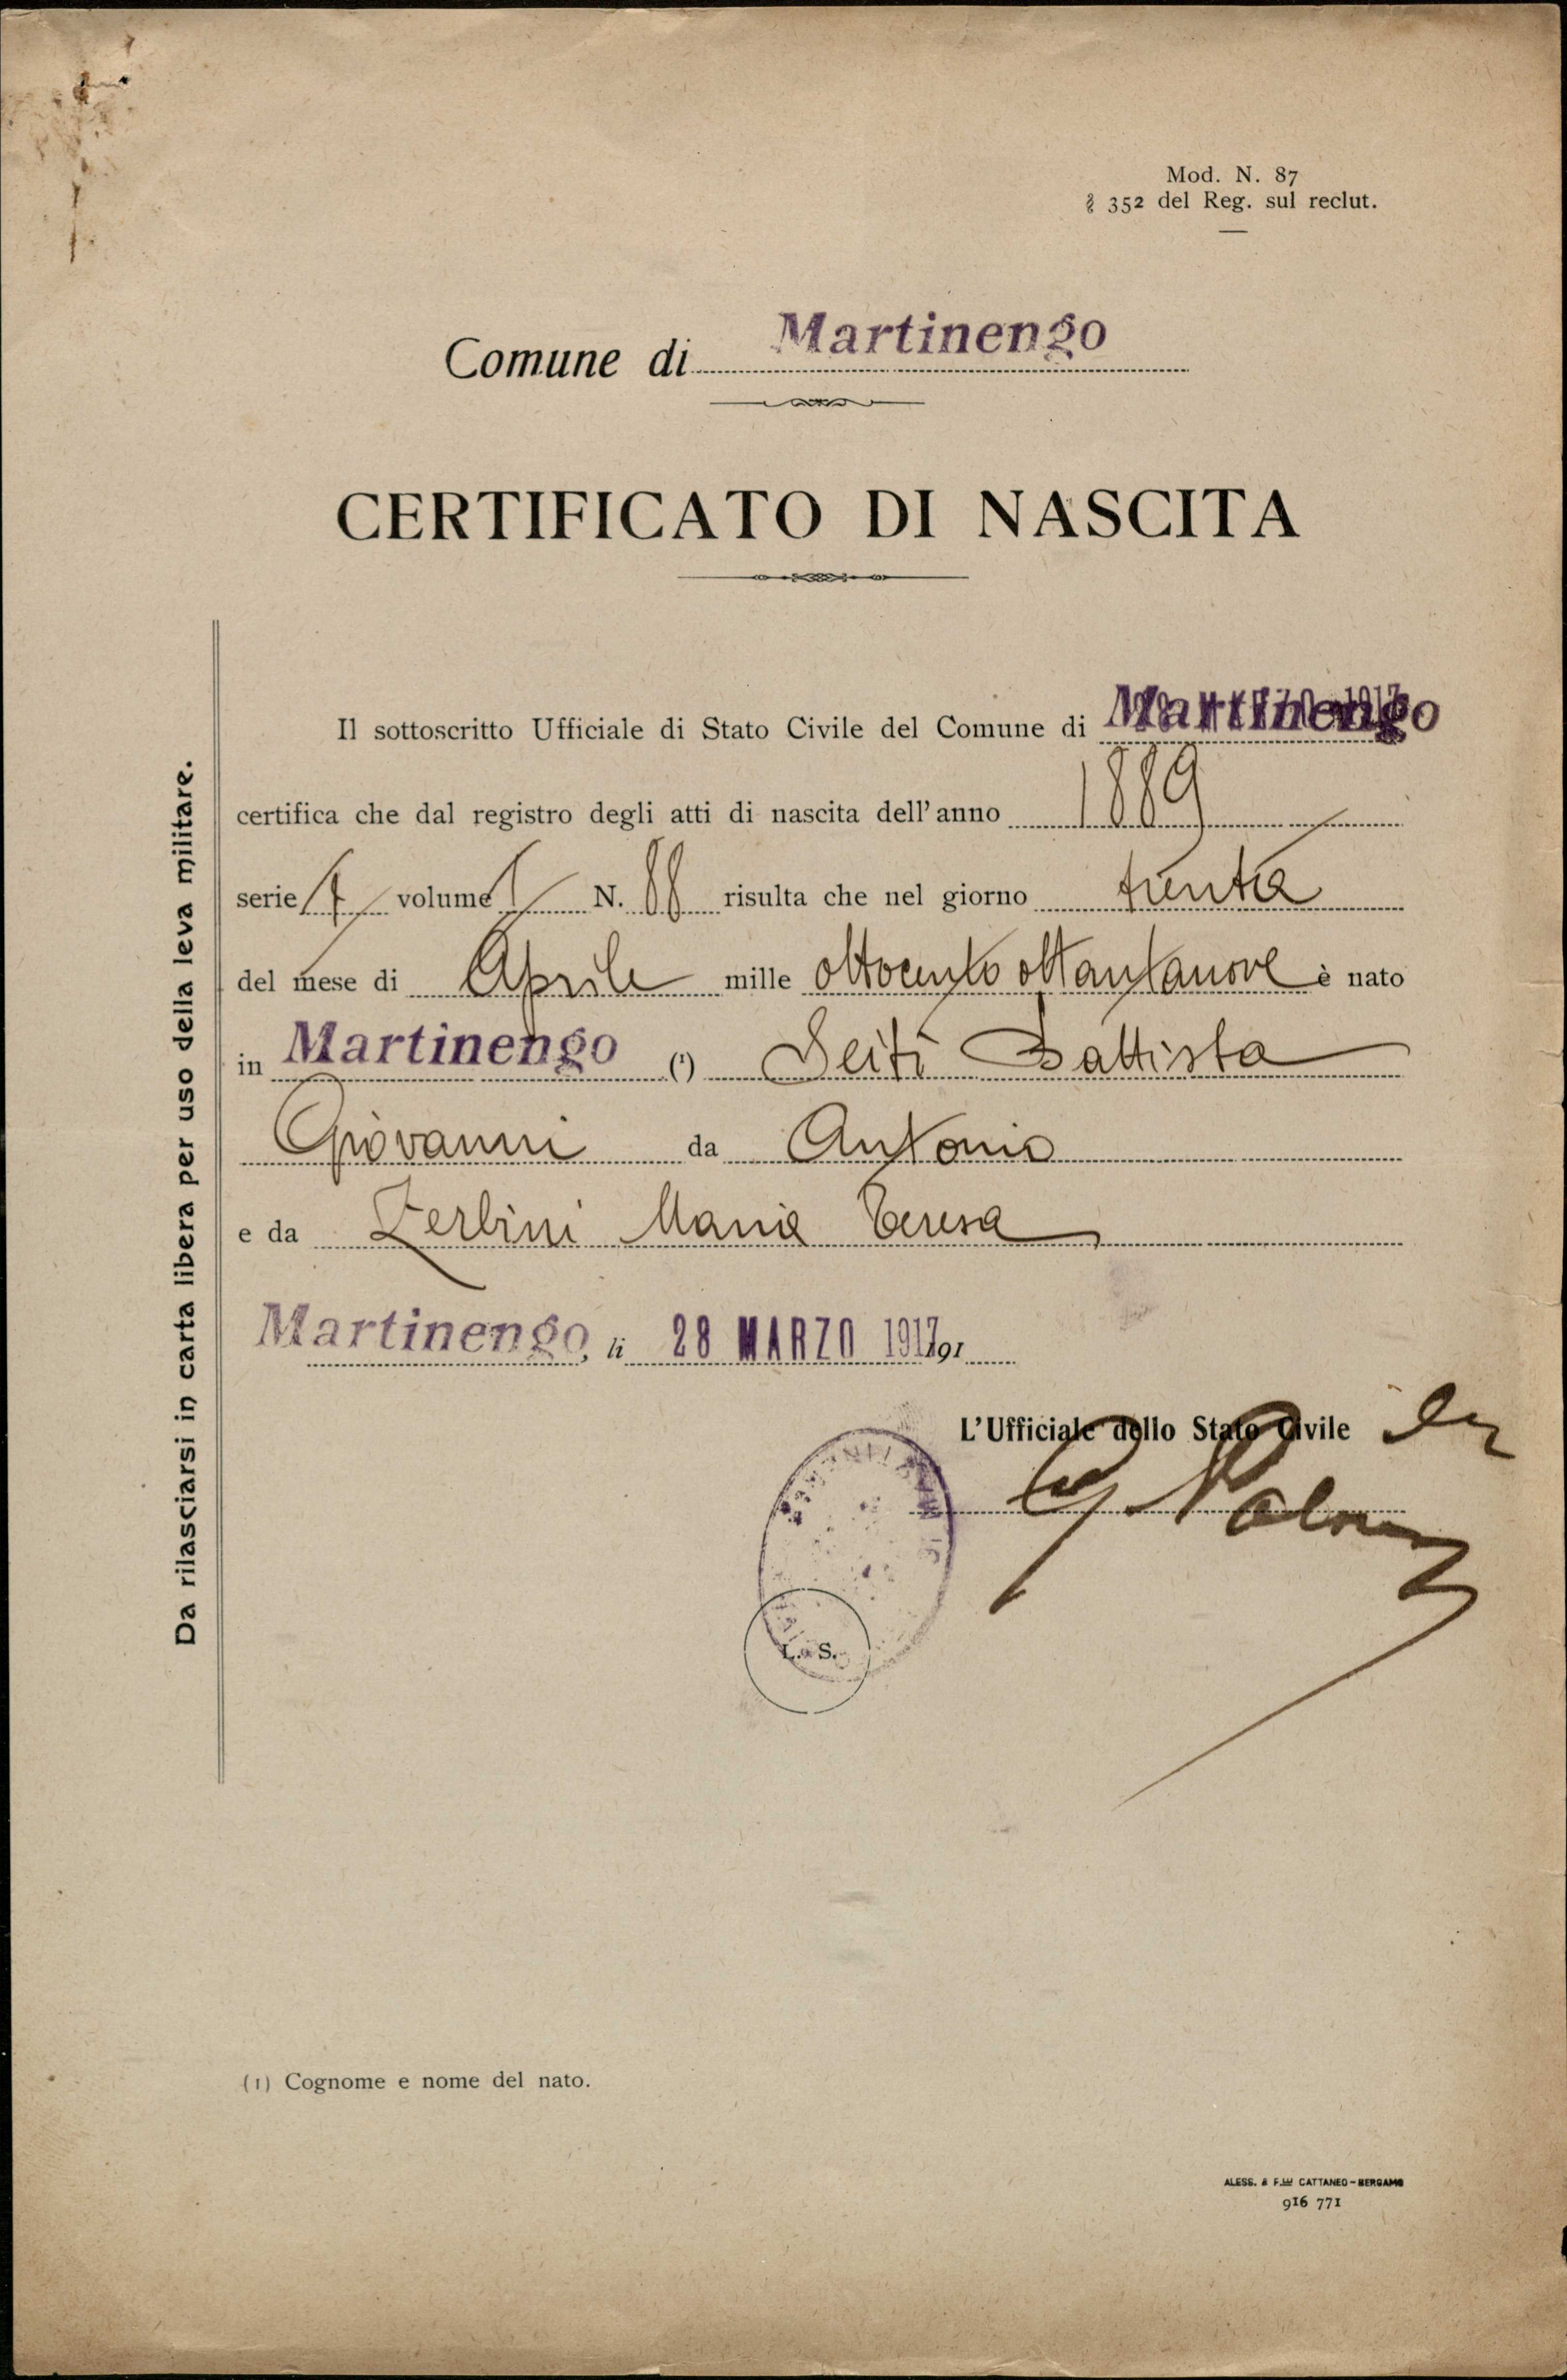 Mod. N. 87
§ 352 del Reg. sul reclut.
Comune di Martinengo
CERTIFICATO DI NASCITA
Da rilasciarsi in carta libera per uso della leva militare.
Il sottoscritto Ufficiale di Stato Civile del Comune di Martinengo
certifica che dal registro degli atti di nascita dell'anno 1889
serie volume 1 N. 88 risulta che nel giorno trenta
del mese di Aprile mille ottocento ottantanove è nato
in Martinengo (1) Seiti Battista
Giovanni da Antonio
e da Zerbini Maria Teresa
Martinengo, li 28 MARZO 1917 191
L'Ufficiale dello Stato Civile
L. S.
(1) Cognome e nome del nato.
ALESS. & F.LLI CATTANEO - BERGAMO
916 771